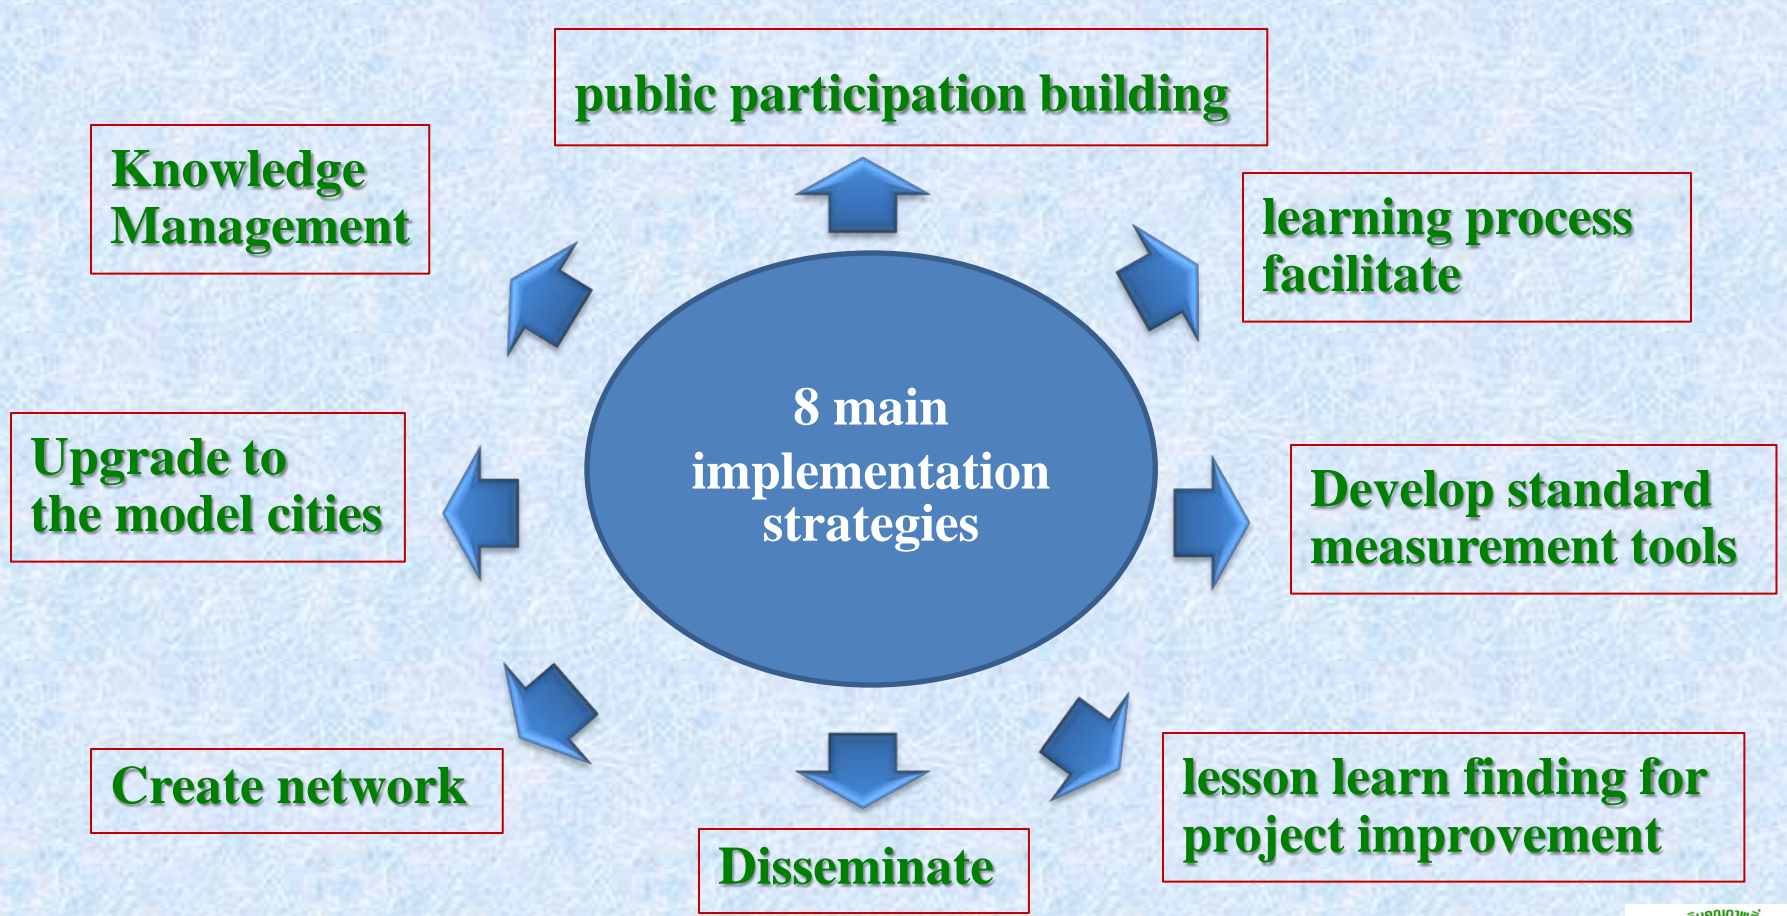 public participation building
Knowledge
Management
learning process
facilitate
8 main
implementation
strategies
Upgrade to
the model cities
Develop standard
measurement tools
Create network
lesson learn finding for
project improvement
Disseminate